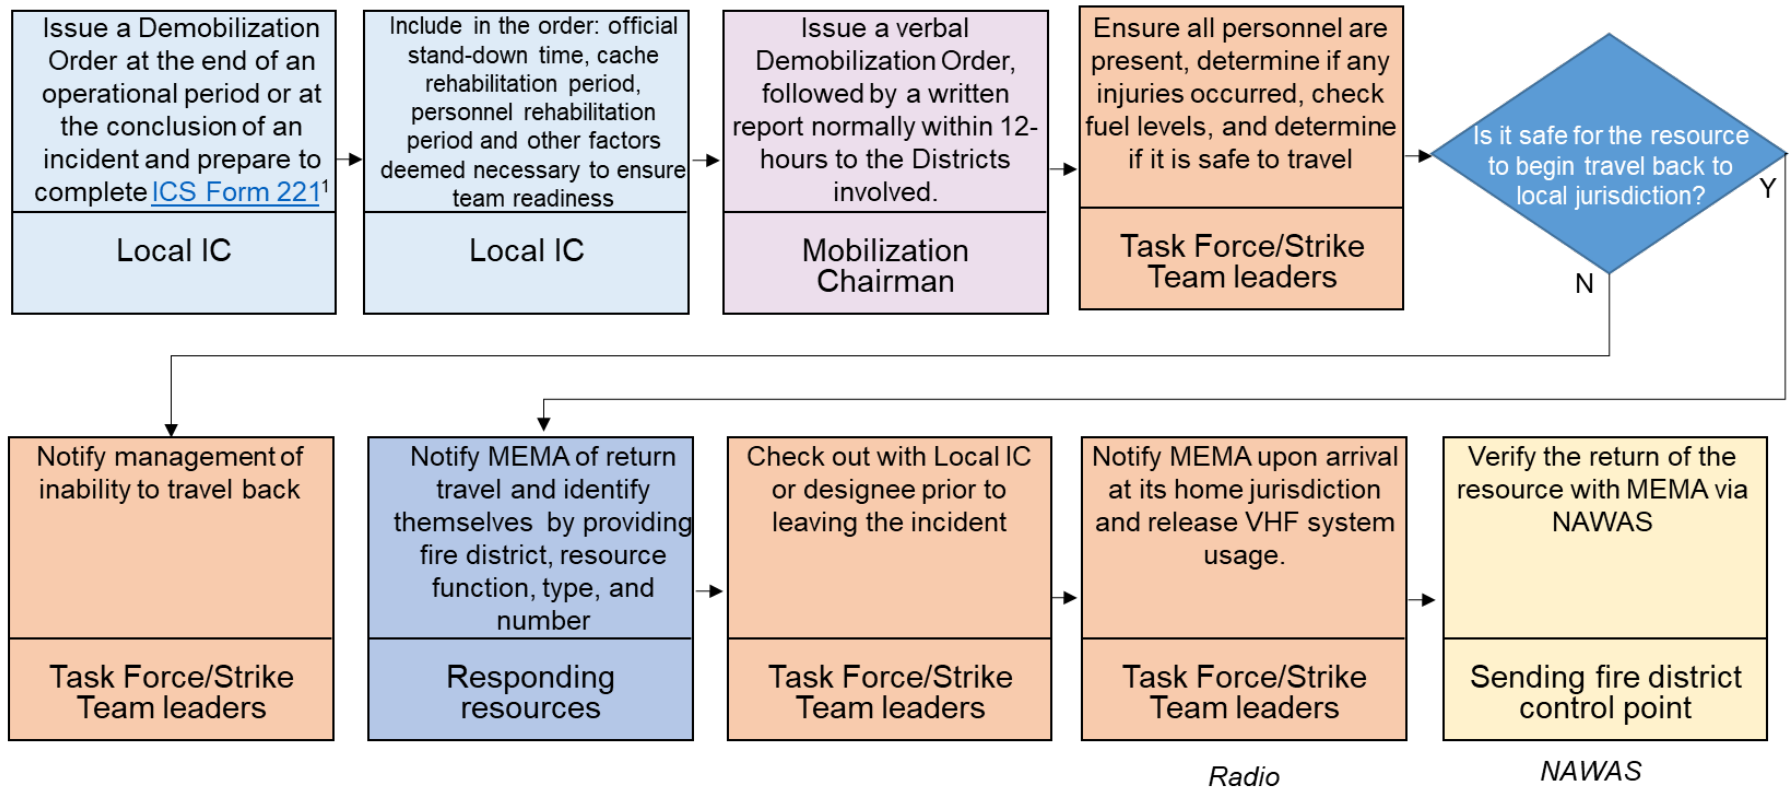 Issue a Demobilization
Order at the end of an
operational period or at
the conclusion of an
incident and prepare to
complete ICS Form 221¹
Local IC
Include in the order: official
stand-down time, cache
rehabilitation period,
personnel rehabilitation
period and other factors
deemed necessary to ensure
team readiness
Local IC
Issue a verbal
Demobilization Order,
followed by a written
report normally within 12-
hours to the Districts
involved.
Mobilization
Chairman
Ensure all personnel are
present, determine if any
injuries occurred, check
fuel levels, and determine
if it is safe to travel
Task Force/Strike
Team leaders
Is it safe for the resource
to begin travel back to
local jurisdiction?
Y
N
Notify management of
inability to travel back
Task Force/Strike
Team leaders
Notify MEMA of return
travel and identify
themselves by providing
fire district, resource
function, type, and
number
Responding
resources
Check out with Local IC
or designee prior to
leaving the incident
Task Force/Strike
Team leaders
Notify MEMA upon arrival
at its home jurisdiction
and release VHF system
usage.
Task Force/Strike
Team leaders
Verify the return of the
resource with MEMA via
NAWAS
Sending fire district
control point
Radio
NAWAS